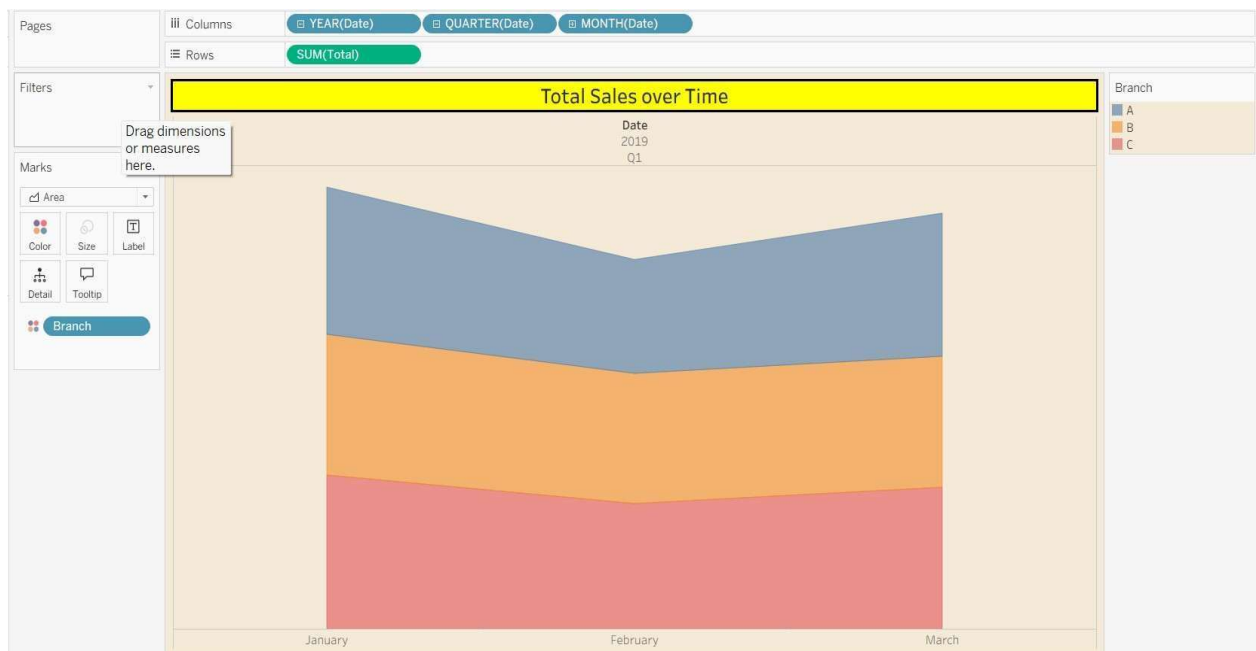 Pages
Columns
YEAR(Date)
QUARTER(Date)
MONTH(Date)
Rows
SUM(Total)
Filters
Drag dimensions
or measures
here.
Marks
Area
Color
Size
Label
Detail
Tooltip
Branch
Total Sales over Time
Date
2019
Q1
January
February
March
Branch
A
B
C